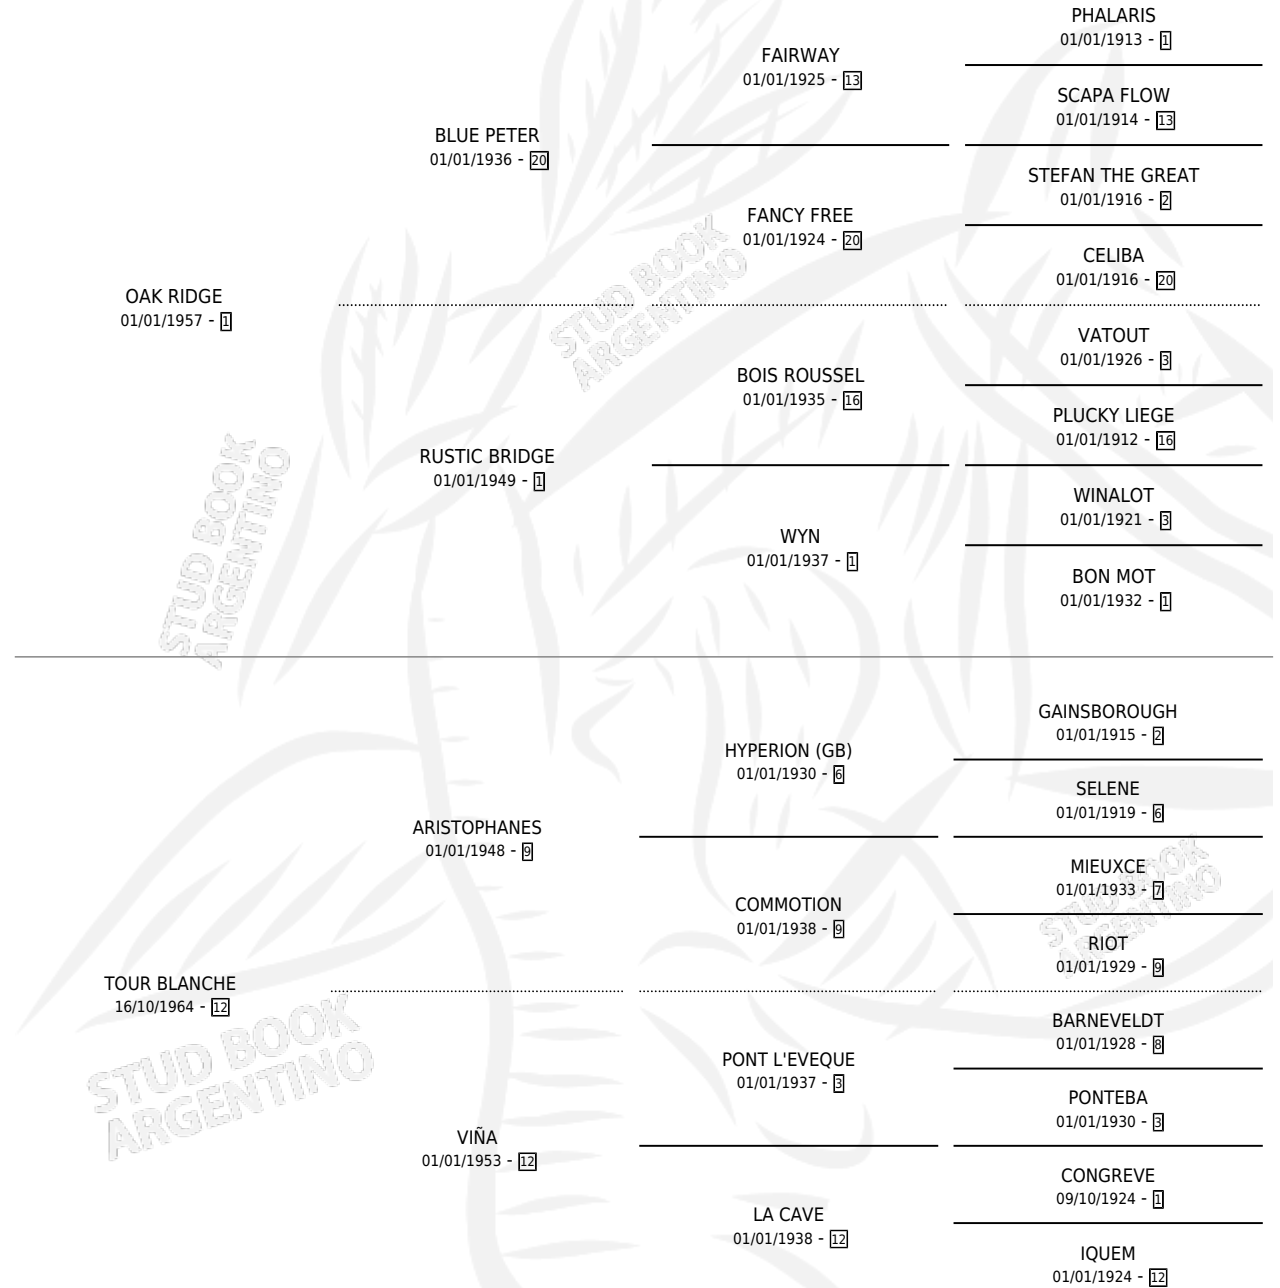 PHALARIS
01/01/1913 - 1
FAIRWAY
01/01/1925 - 13
SCAPA FLOW
01/01/1914 - 13
BLUE PETER
01/01/1936 - 20
STEFAN THE GREAT
01/01/1916 - 2
FANCY FREE
01/01/1924 - 20
CELIBA
01/01/1916 - 20
OAK RIDGE
01/01/1957 - 1
VATOUT
01/01/1926 - 3
BOIS ROUSSEL
01/01/1935 - 16
PLUCKY LIEGE
01/01/1912 - 16
RUSTIC BRIDGE
01/01/1949 - 1
WINALOT
01/01/1921 - 3
WYN
01/01/1937 - 1
BON MOT
01/01/1932 - 1
STUD BOOK
ARGENTINO
STUD BOOK
ARGENTINO
GAINSBOROUGH
01/01/1915 - 2
HYPERION (GB)
01/01/1930 - 6
SELENE
01/01/1919 - 6
ARISTOPHANES
01/01/1948 - 9
MIEUXCE
01/01/1933 - 7
COMMOTION
01/01/1938 - 9
RIOT
01/01/1929 - 9
STUD BOOK
ARGENTINO
TOUR BLANCHE
16/10/1964 - 12
BARNEVELDT
01/01/1928 - 8
PONT L'EVEQUE
01/01/1937 - 3
PONTEBA
01/01/1930 - 3
STUD BOOK
ARGENTINO
VIÑA
01/01/1953 - 12
CONGREVE
09/10/1924 - 1
LA CAVE
01/01/1938 - 12
IQUEM
01/01/1924 - 12